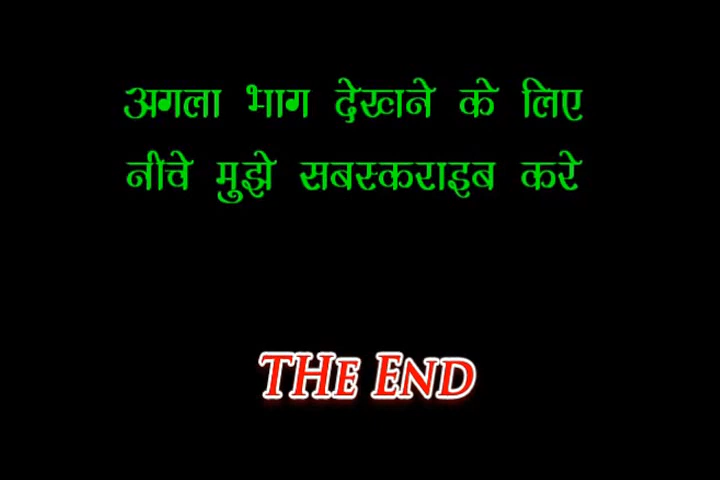 अगला भाग देखने के लिए
नीचे मुझे सबस्कराइब करे
THE END